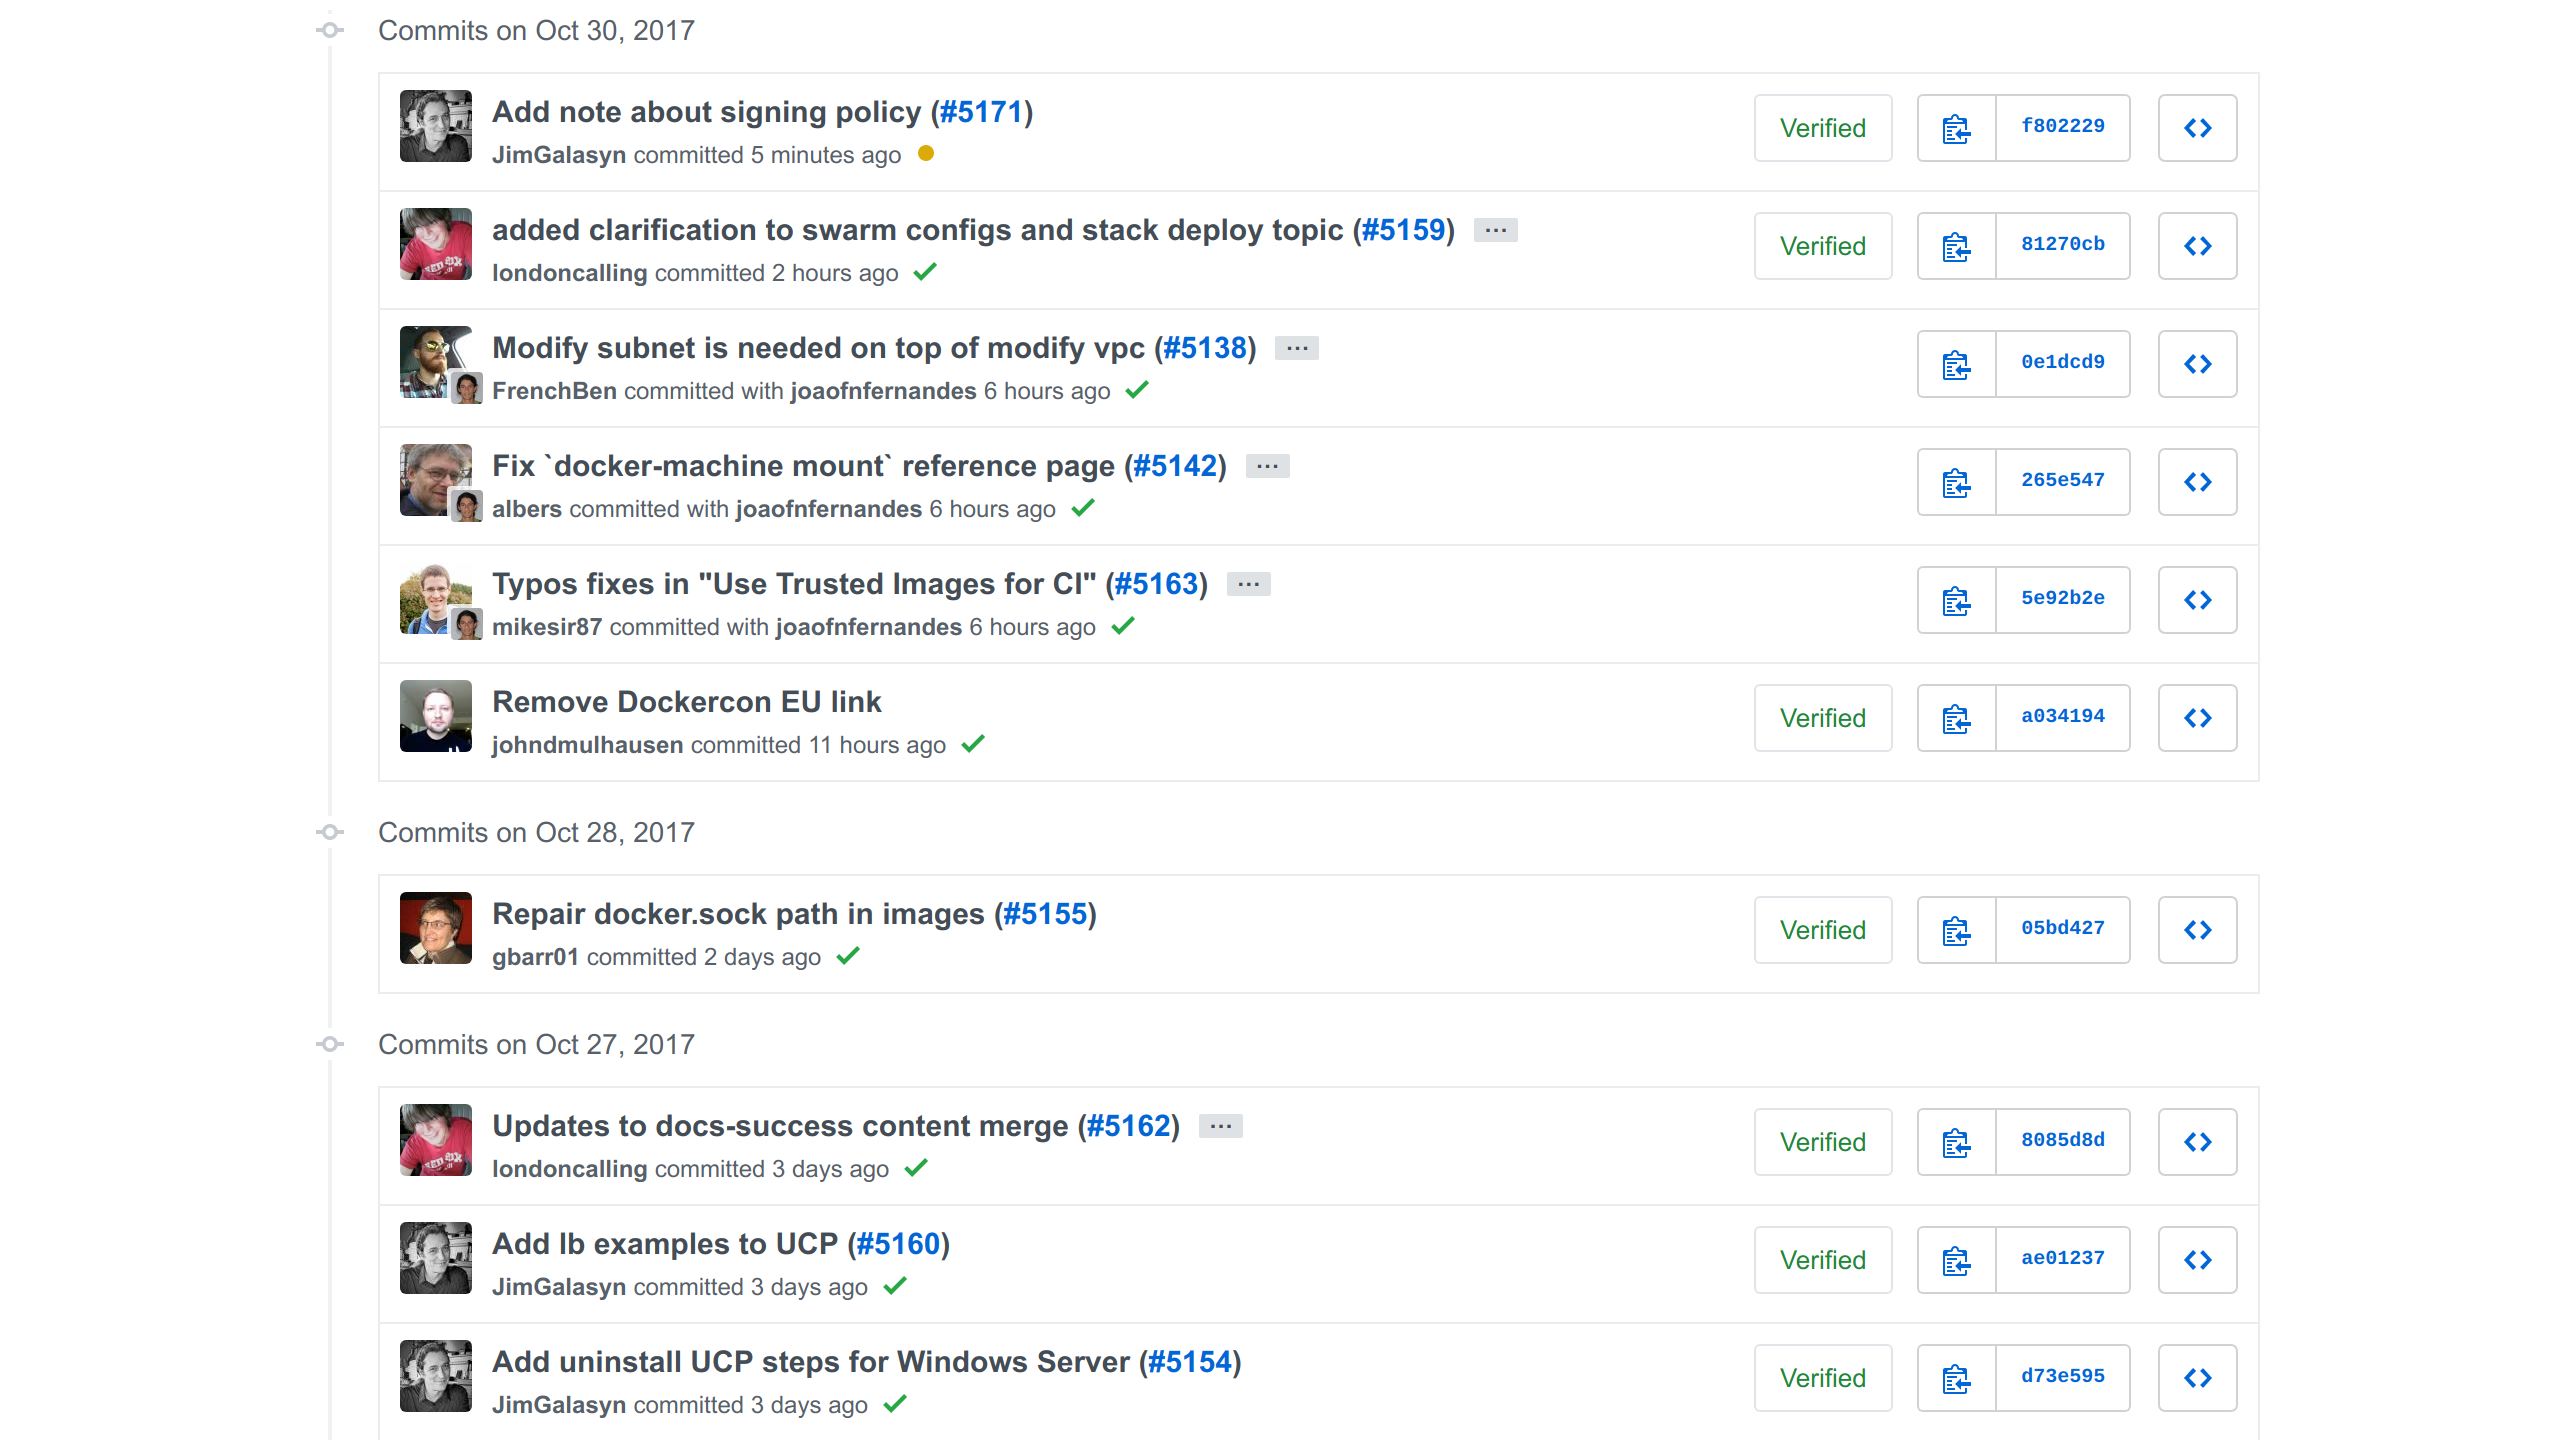 Commits on Oct 30, 2017
Add note about signing policy (#5171)
JimGalasyn committed 5 minutes ago
Verified
f802229
added clarification to swarm configs and stack deploy topic (#5159) ...
londoncalling committed 2 hours ago
Verified
81270cb
Modify subnet is needed on top of modify vpc (#5138) ...
FrenchBen committed with joaofnfernandes 6 hours ago
0e1dcd9
Fix `docker-machine mount` reference page (#5142) ...
albers committed with joaofnfernandes 6 hours ago
265e547
Typos fixes in "Use Trusted Images for CI" (#5163) ...
mikesir87 committed with joaofnfernandes 6 hours ago
5e92b2e
Remove Dockercon EU link
johndmulhausen committed 11 hours ago
Verified
a034194
Commits on Oct 28, 2017
Repair docker.sock path in images (#5155)
gbarr01 committed 2 days ago
Verified
05bd427
Commits on Oct 27, 2017
Updates to docs-success content merge (#5162) ...
londoncalling committed 3 days ago
Verified
8085d8d
Add lb examples to UCP (#5160)
JimGalasyn committed 3 days ago
Verified
ae01237
Add uninstall UCP steps for Windows Server (#5154)
JimGalasyn committed 3 days ago
Verified
d73e595